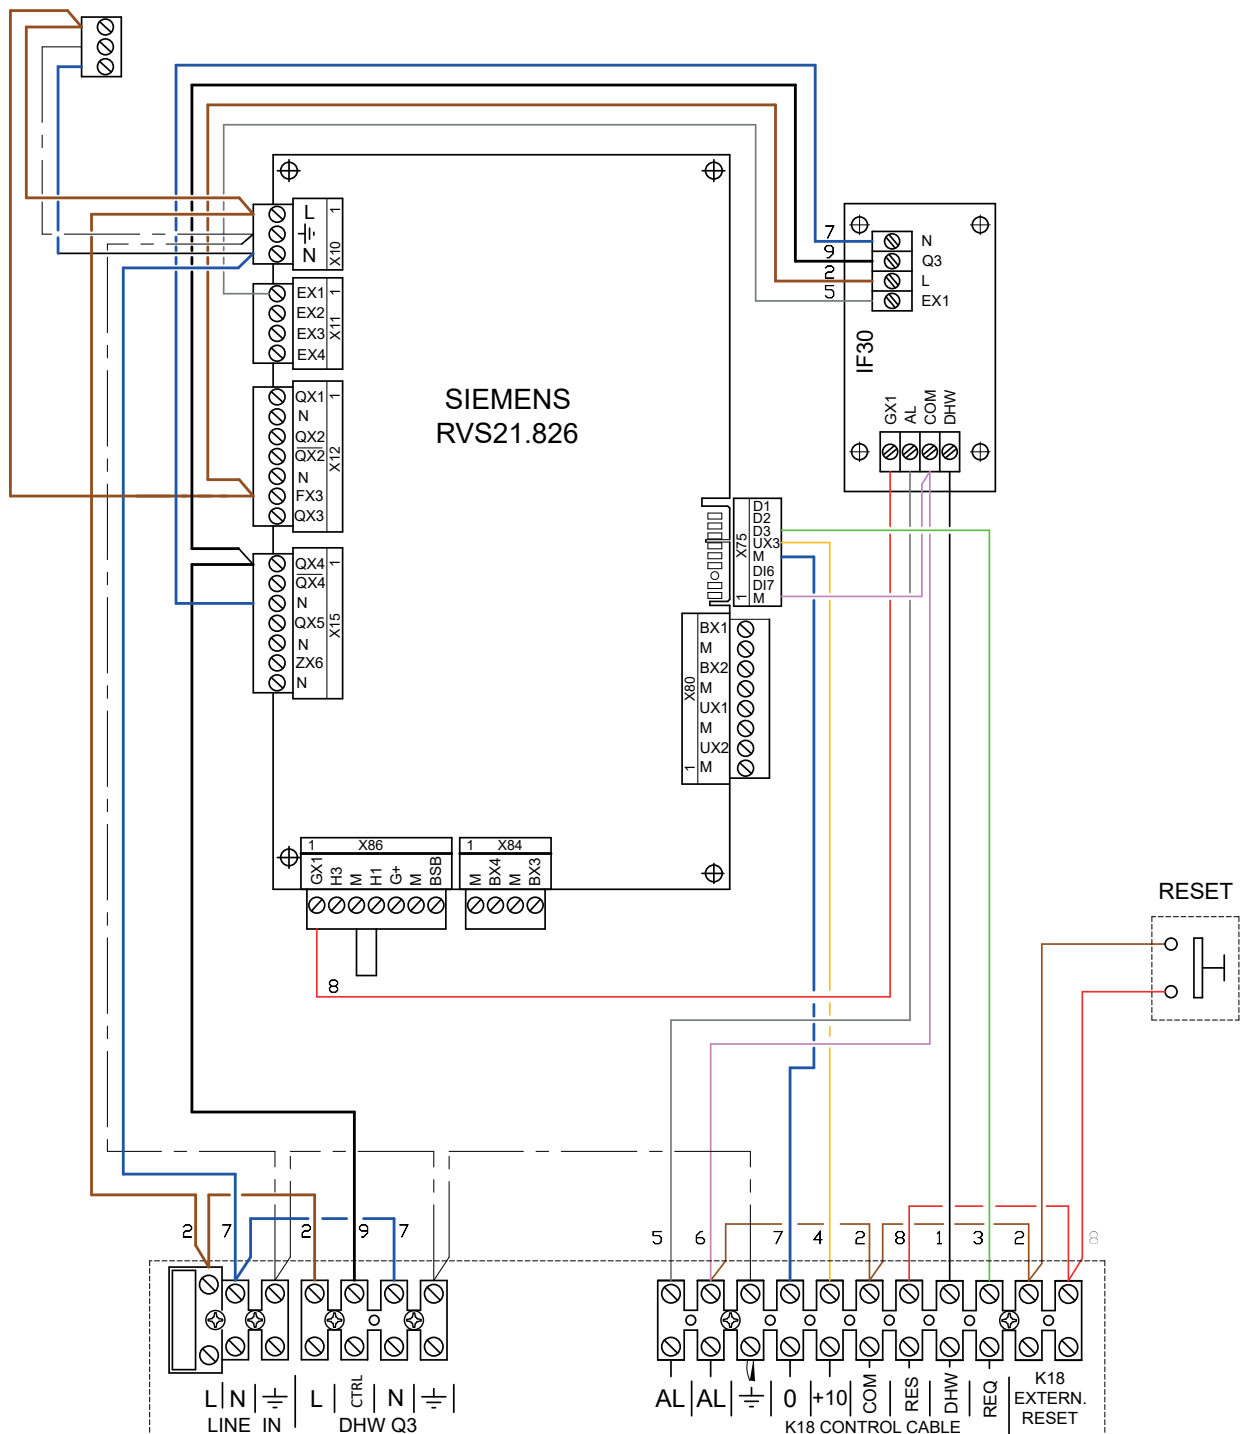 L
N
1
X10
EX1
EX2
EX3
EX4
1
X11
QX1
N
QX2
QX2
N
FX3
QX3
1
X12
QX4
QX4
N
QX5
N
ZX6
N
1
X15
SIEMENS
RVS21.826
7
9
2
5
N
Q3
L
EX1
IF30
GX1
AL
COM
DHW
D1
D2
D3
UX3
M
DI6
DI7
M
X75
1
BX1
M
BX2
M
UX1
M
UX2
M
X80
1
1 X86
GX1 H3 M H1 G+ M BSB
1 X84
M BX4 M BX3
8
RESET
2 7 2 9 7
5 6 7 4 2 8 1 3 2 8
L N L CTRL N
LINE IN DHW Q3
AL AL 0 +10 COM RES DHW REQ
K18 CONTROL CABLE
K18
EXTERN.
RESET